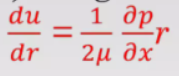 du/dr = 1/2μ ∂p/∂x r